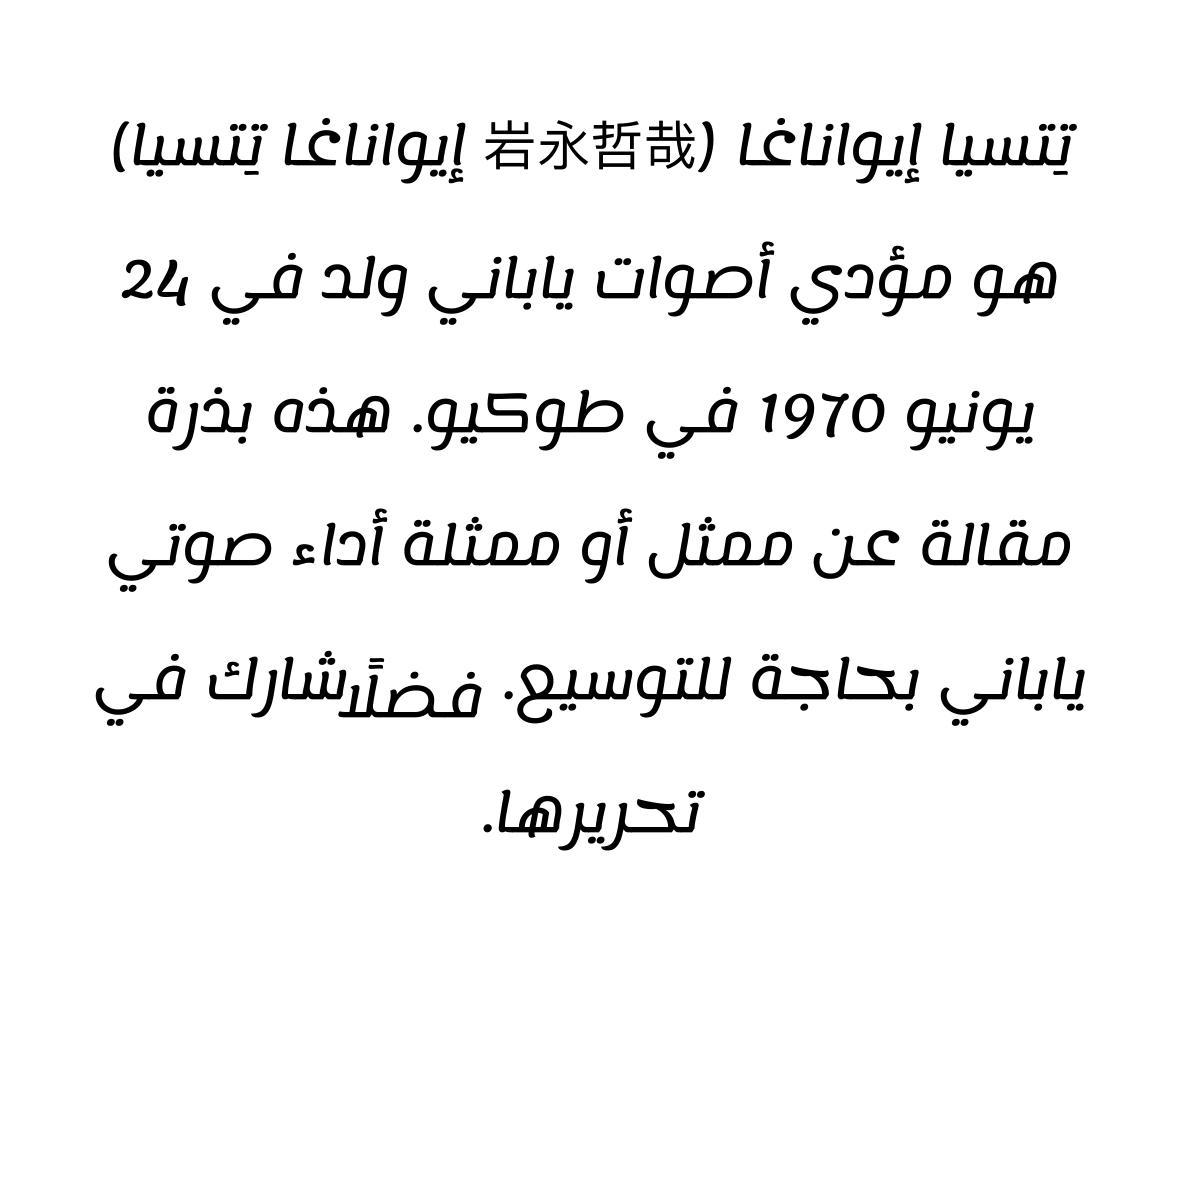 تِتسيا إيواناغا (岩永哲哉 إيواناغا تِتسيا)
هو مؤدي أصوات ياباني ولد في 24
يونيو 1970 في طوكيو. هذه بذرة
مقالة عن ممثل أو ممثلة أداء صوتي
ياباني بحاجة للتوسيع. فضلًا شارك في
تحريرها.